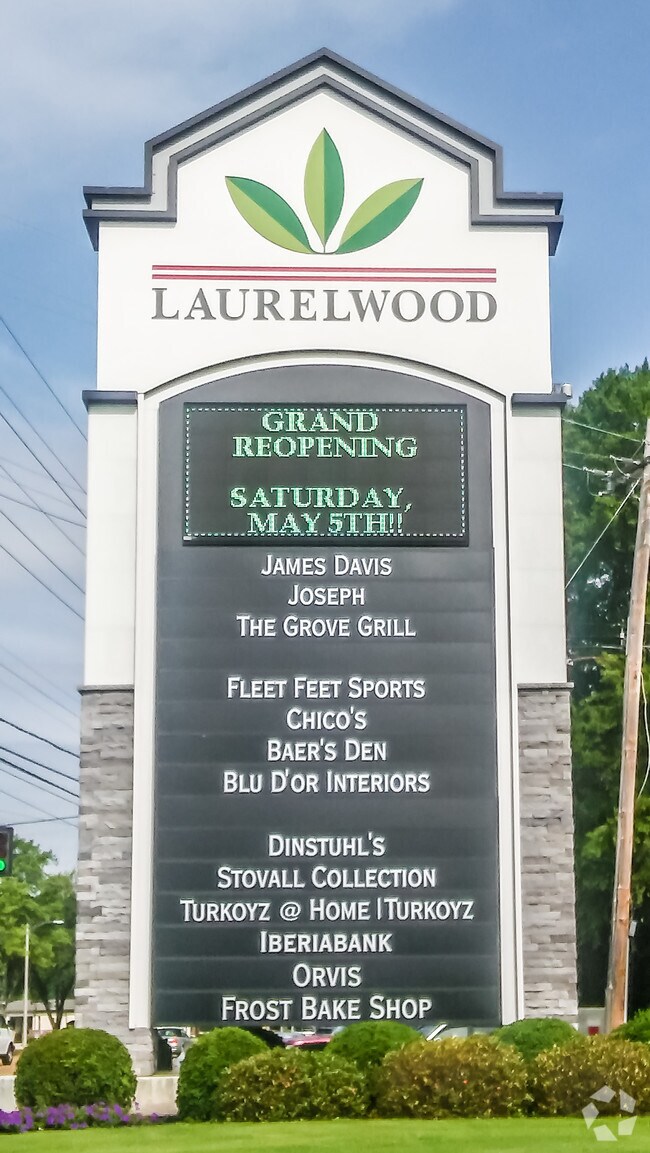 LAURELWOOD
GRAND
REOPENING
SATURDAY,
MAY 5TH!!
JAMES DAVIS
JOSEPH
THE GROVE GRILL
FLEET FEET SPORTS
CHICO'S
BAER'S DEN
BLU D'OR INTERIORS
DINSTUHL'S
STOVALL COLLECTION
TURKOYZ @ HOME | TURKOYZ
IBERIABANK
ORVIS
FROST BAKE SHOP